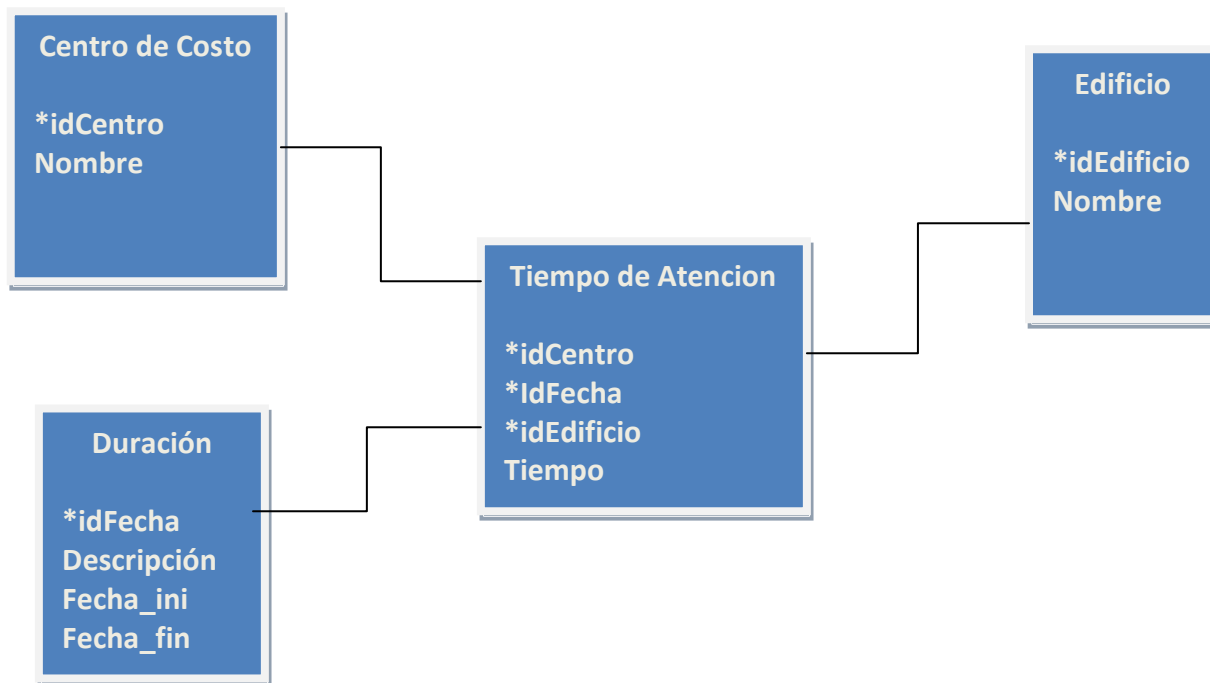 Centro de Costo
*idCentro
Nombre
Edificio
*idEdificio
Nombre
Tiempo de Atencion
*idCentro
*IdFecha
*idEdificio
Tiempo
Duración
*idFecha
Descripción
Fecha_ini
Fecha_fin